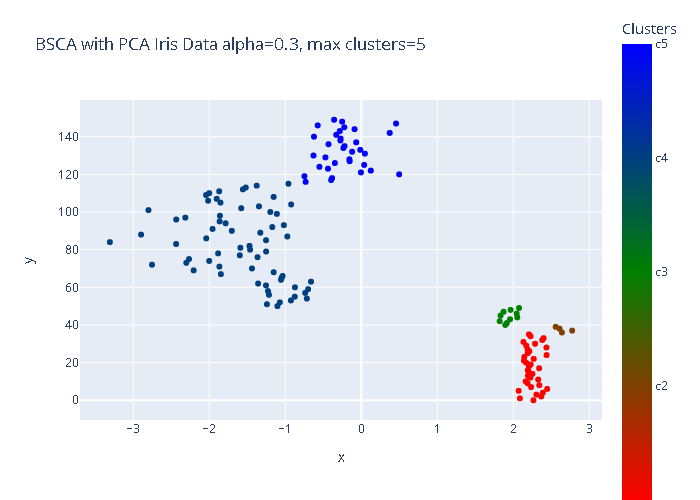 BSCA with PCA Iris Data alpha=0.3, max clusters=5
Clusters
c5
c4
c3
c2
140
120
100
80
60
40
20
0
y
−3
−2
−1
0
1
2
3
x